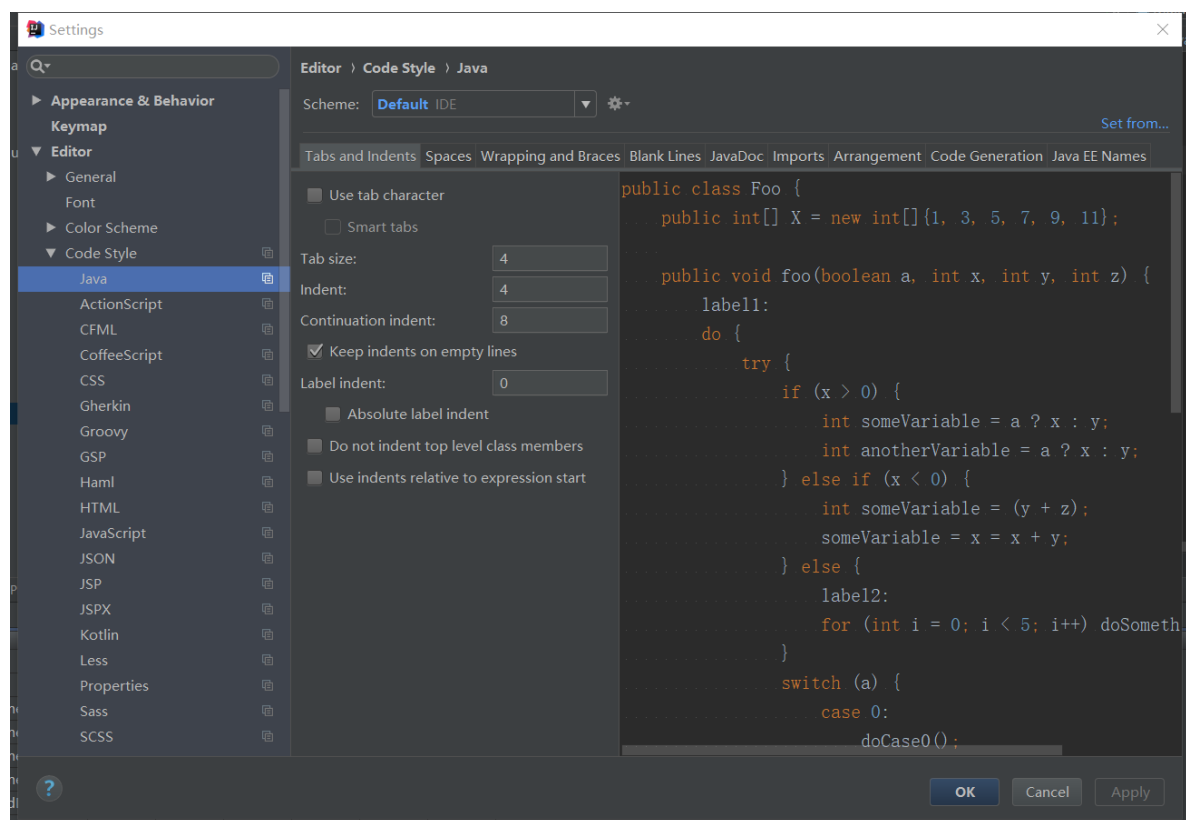 Settings
Editor › Code Style › Java
Scheme: Default IDE
Set from...
Appearance & Behavior
Keymap
Editor
General
Font
Color Scheme
Code Style
Java
ActionScript
CFML
CoffeeScript
CSS
Gherkin
Groovy
GSP
Haml
HTML
JavaScript
JSON
JSP
JSPX
Kotlin
Less
Properties
Sass
SCSS
Tabs and Indents Spaces Wrapping and Braces Blank Lines JavaDoc Imports Arrangement Code Generation Java EE Names
Use tab character
Smart tabs
Tab size: 4
Indent: 4
Continuation indent: 8
Keep indents on empty lines
Label indent: 0
Absolute label indent
Do not indent top level class members
Use indents relative to expression start
public class Foo {
public int[] X = new int[]{1, 3, 5, 7, 9, 11};
public void foo(boolean a, int x, int y, int z) {
label1:
do {
try {
if (x > 0) {
int someVariable = a ? x : y;
int anotherVariable = a ? x : y;
} else if (x < 0) {
int someVariable = (y + z);
someVariable = x = x + y;
} else {
label2:
for (int i = 0; i < 5; i++) doSometh
}
switch (a) {
case 0:
doCase0();
?
OK Cancel Apply